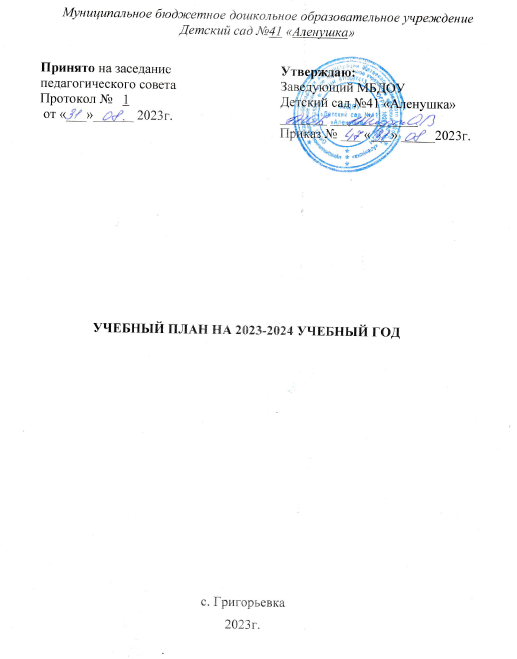 Муниципальное бюджетное дошкольное образовательное учреждение
Детский сад №41 «Аленушка»
Принято на заседание
педагогического совета
Протокол № 1
от «31» 08. 2023г.
Утверждаю:
Заведующий МБДОУ
Детский сад №41 «Аленушка»
Приказ № 47 «31» 08 2023г.
УЧЕБНЫЙ ПЛАН НА 2023-2024 УЧЕБНЫЙ ГОД
с. Григорьевка
2023г.